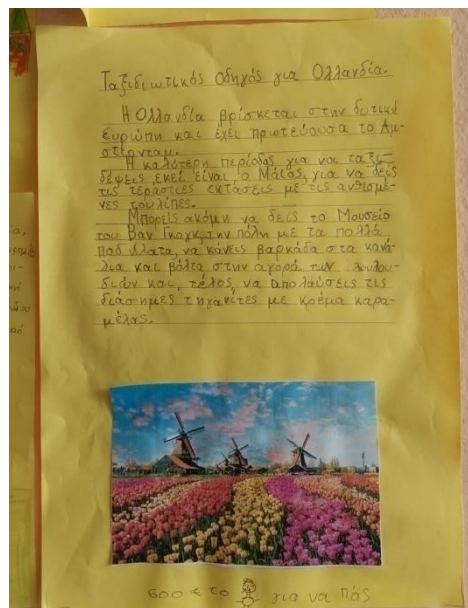 Ταξιδιωτικός οδηγός για Ολλανδία.
Η Ολλανδία βρίσκεται στην δυτική
Ευρώπη και έχει πρωτεύουσα το Άμ-
στερνταμ.
Η καλύτερη περίοδος για να ταξι-
δέψεις εκεί είναι ο Μάιος, για να δεις
τις τεράστιες εκτάσεις με τις ανθισμέ-
νες τουλίπες.
Μπορείς ακόμη να δεις το Μουσείο
του Βαν Γκογκ, την πόλη με τα πολλά
ποδήλατα, να κάνεις βαρκάδα στα κανά-
λια και βόλτα στην αγορά των λουλου-
διών και, τέλος, να απολαύσεις τις
διάσημες τηγανίτες με κρέμα καρα-
μέλας.
600 € το για να πας